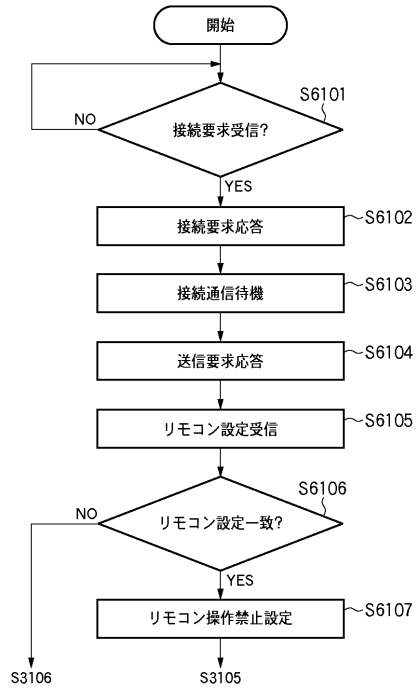 開始
S6101
接続要求受信?
NO
YES
接続要求応答
S6102
接続通信待機
S6103
送信要求応答
S6104
リモコン設定受信
S6105
S6106
リモコン設定一致?
NO
YES
リモコン操作禁止設定
S6107
S3106
S3105